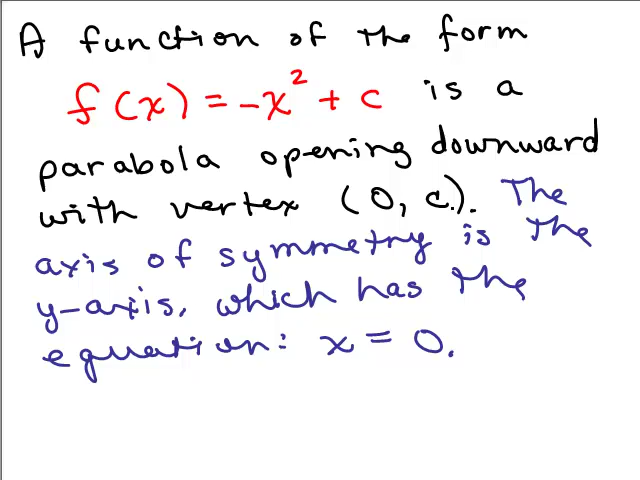 A function of the form
f(x) = -x² + c is a
parabola opening downward
with vertex (0, c.). The
axis of symmetry is the
y-axis, which has the
equation: x = 0.